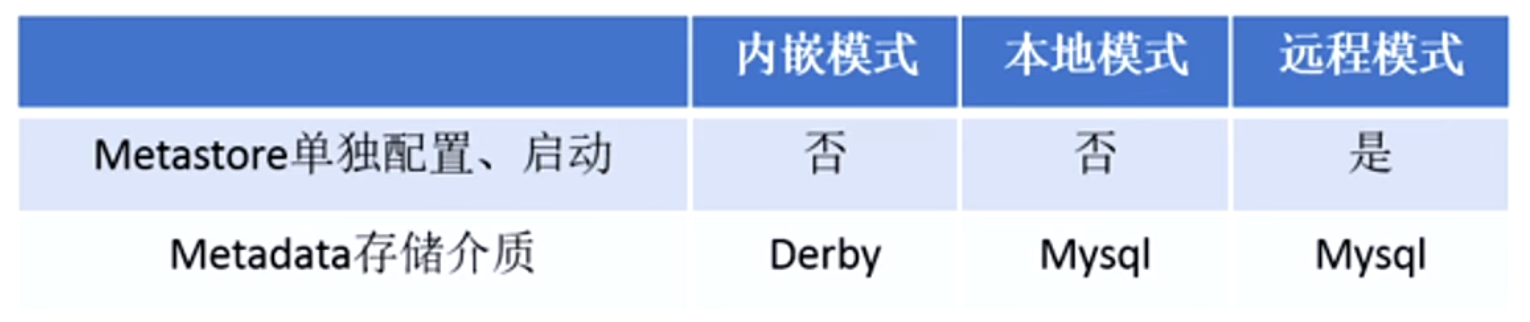 内嵌模式 本地模式 远程模式
Metastore单独配置、启动 否 否 是
Metadata存储介质 Derby Mysql Mysql